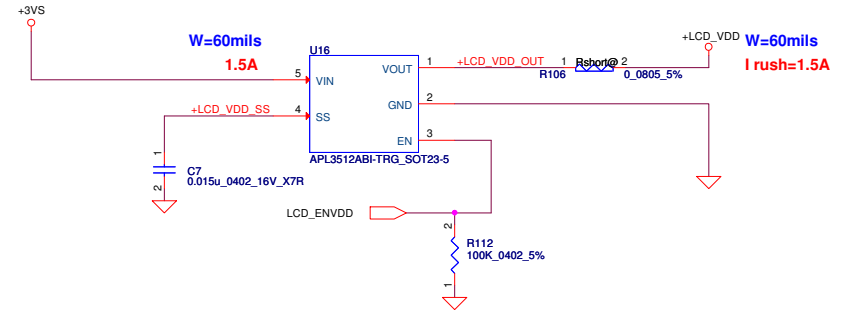 +3VS
W=60mils
1.5A
U16
+LCD_VDD
W=60mils
I rush=1.5A
5
VIN
VOUT
1
+LCD_VDD_OUT
1
Rshort@
2
R106
0_0805_5%
+LCD_VDD_SS
4
SS
GND
2
EN
3
APL3512ABI-TRG_SOT23-5
1
C7
0.015u_0402_16V_X7R
2
LCD_ENVDD
2
R112
100K_0402_5%
1